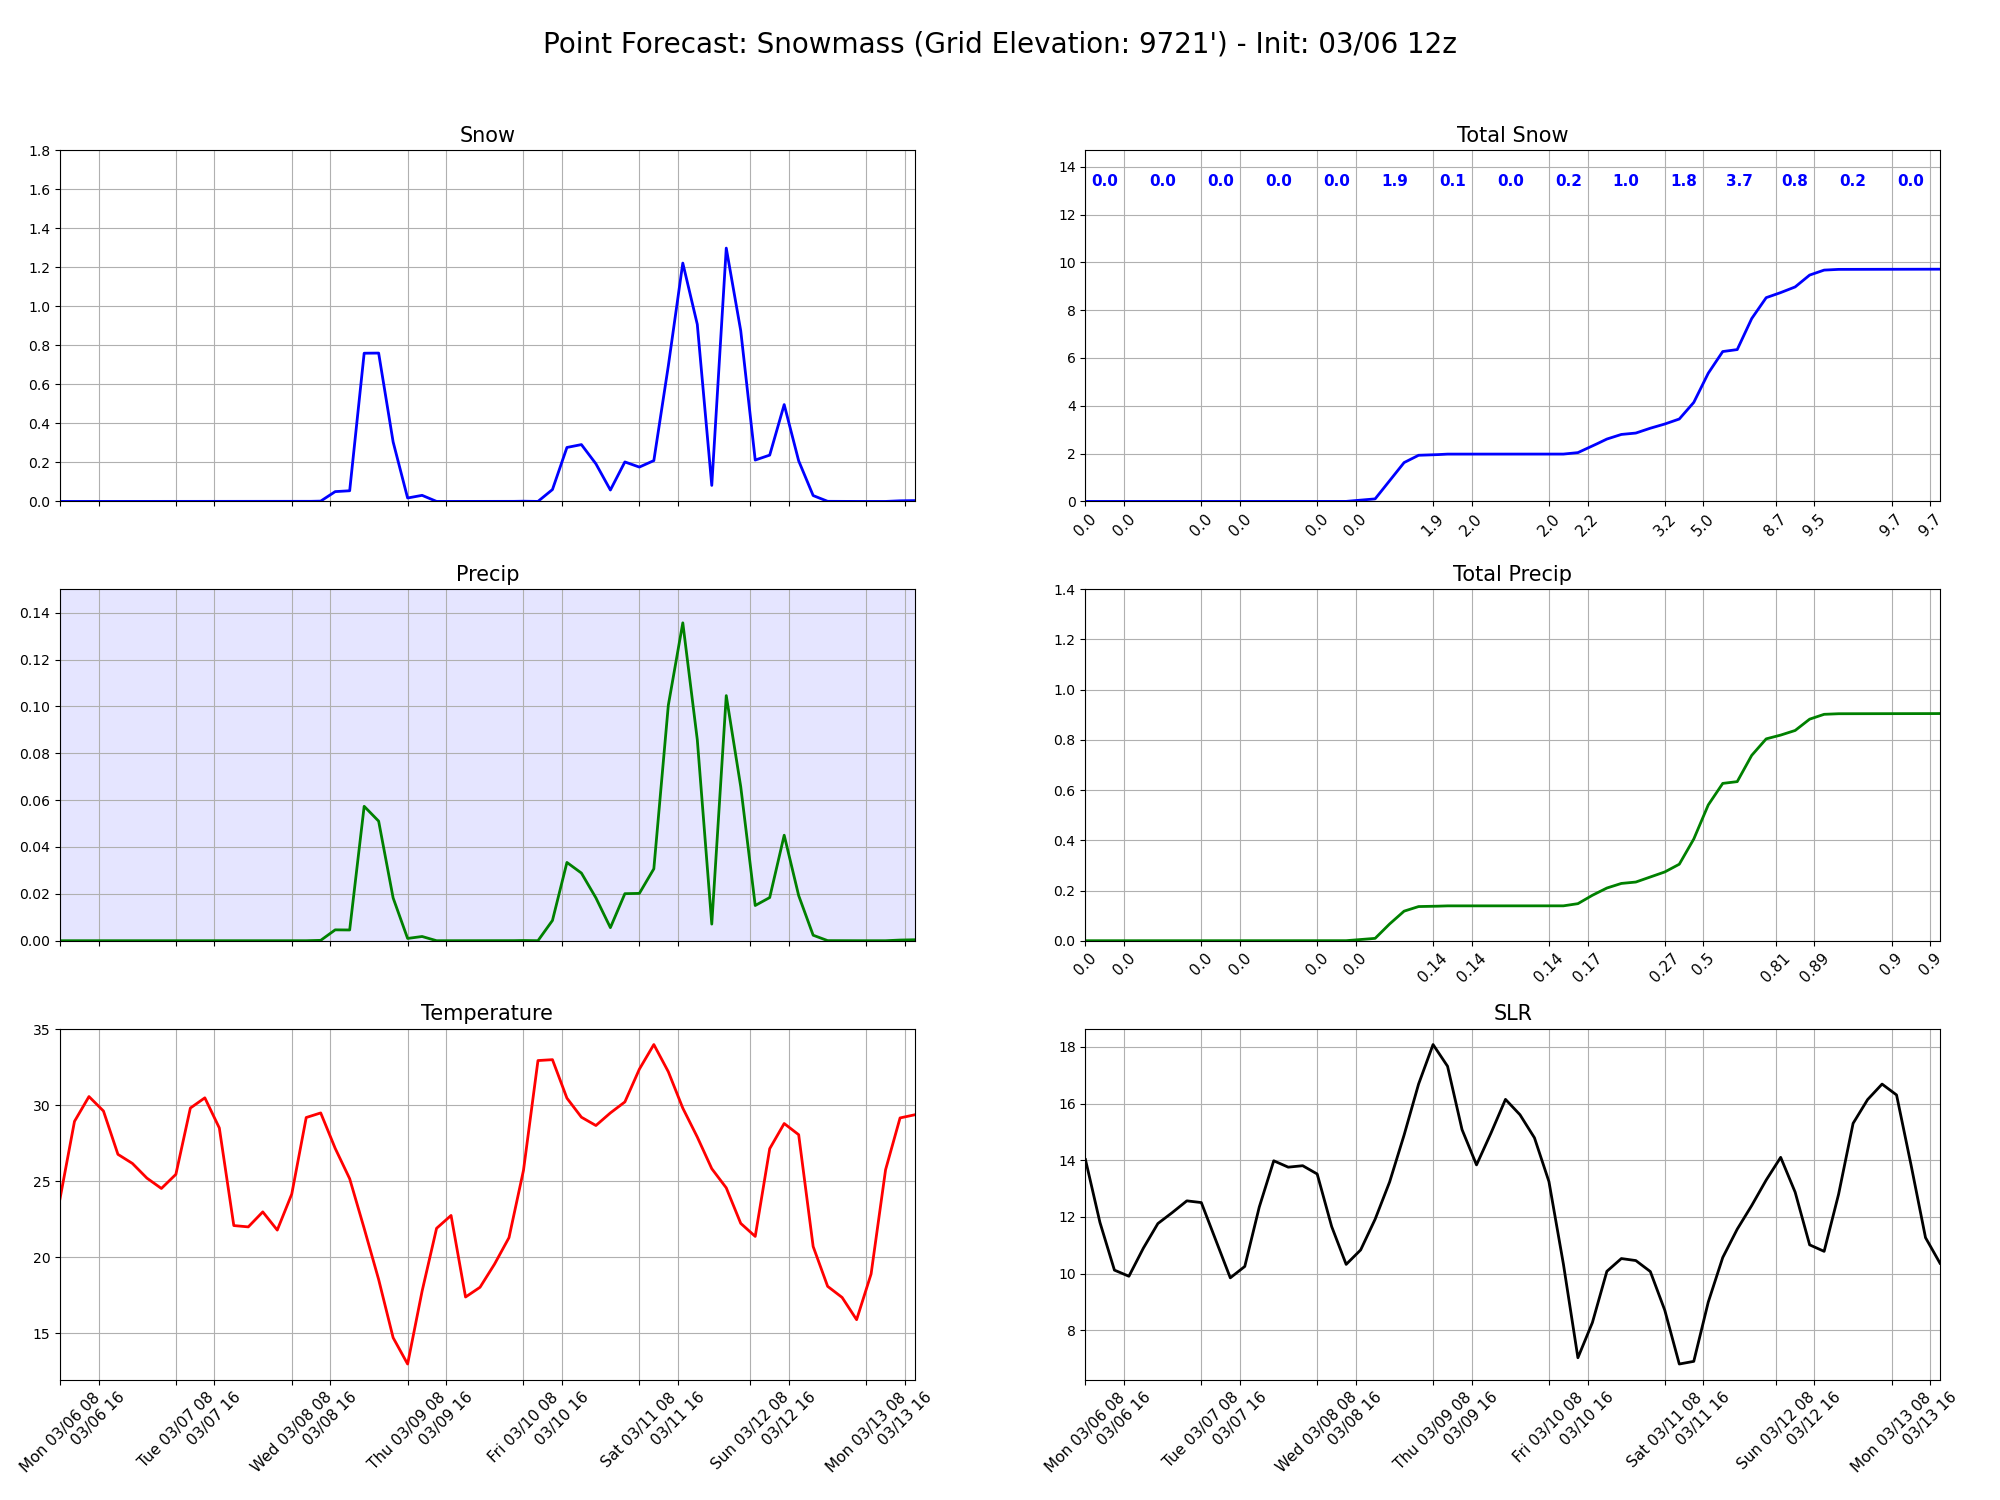 Point Forecast: Snowmass (Grid Elevation: 9721') - Init: 03/06 12z
Snow
1.8
1.6
1.4
1.2
1.0
0.8
0.6
0.4
0.2
0.0
Total Snow
14
12
10
8
6
4
2
0
0.0 0.0 0.0 0.0 0.0 1.9 0.1 0.0 0.2 1.0 1.8 3.7 0.8 0.2 0.0
0.0 0.0 0.0 0.0 0.0 0.0 1.9 2.0 2.0 2.2 3.2 5.0 8.7 9.5 9.7 9.7
Precip
0.14
0.12
0.10
0.08
0.06
0.04
0.02
0.00
Total Precip
1.4
1.2
1.0
0.8
0.6
0.4
0.2
0.0
0.0 0.0 0.0 0.0 0.0 0.0 0.14 0.14 0.14 0.17 0.27 0.5 0.81 0.89 0.9 0.9
Temperature
35
30
25
20
15
Mon 03/06 08
03/06 16
Tue 03/07 08
03/07 16
Wed 03/08 08
03/08 16
Thu 03/09 08
03/09 16
Fri 03/10 08
03/10 16
Sat 03/11 08
03/11 16
Sun 03/12 08
03/12 16
Mon 03/13 08
03/13 16
SLR
18
16
14
12
10
8
Mon 03/06 08
03/06 16
Tue 03/07 08
03/07 16
Wed 03/08 08
03/08 16
Thu 03/09 08
03/09 16
Fri 03/10 08
03/10 16
Sat 03/11 08
03/11 16
Sun 03/12 08
03/12 16
Mon 03/13 08
03/13 16